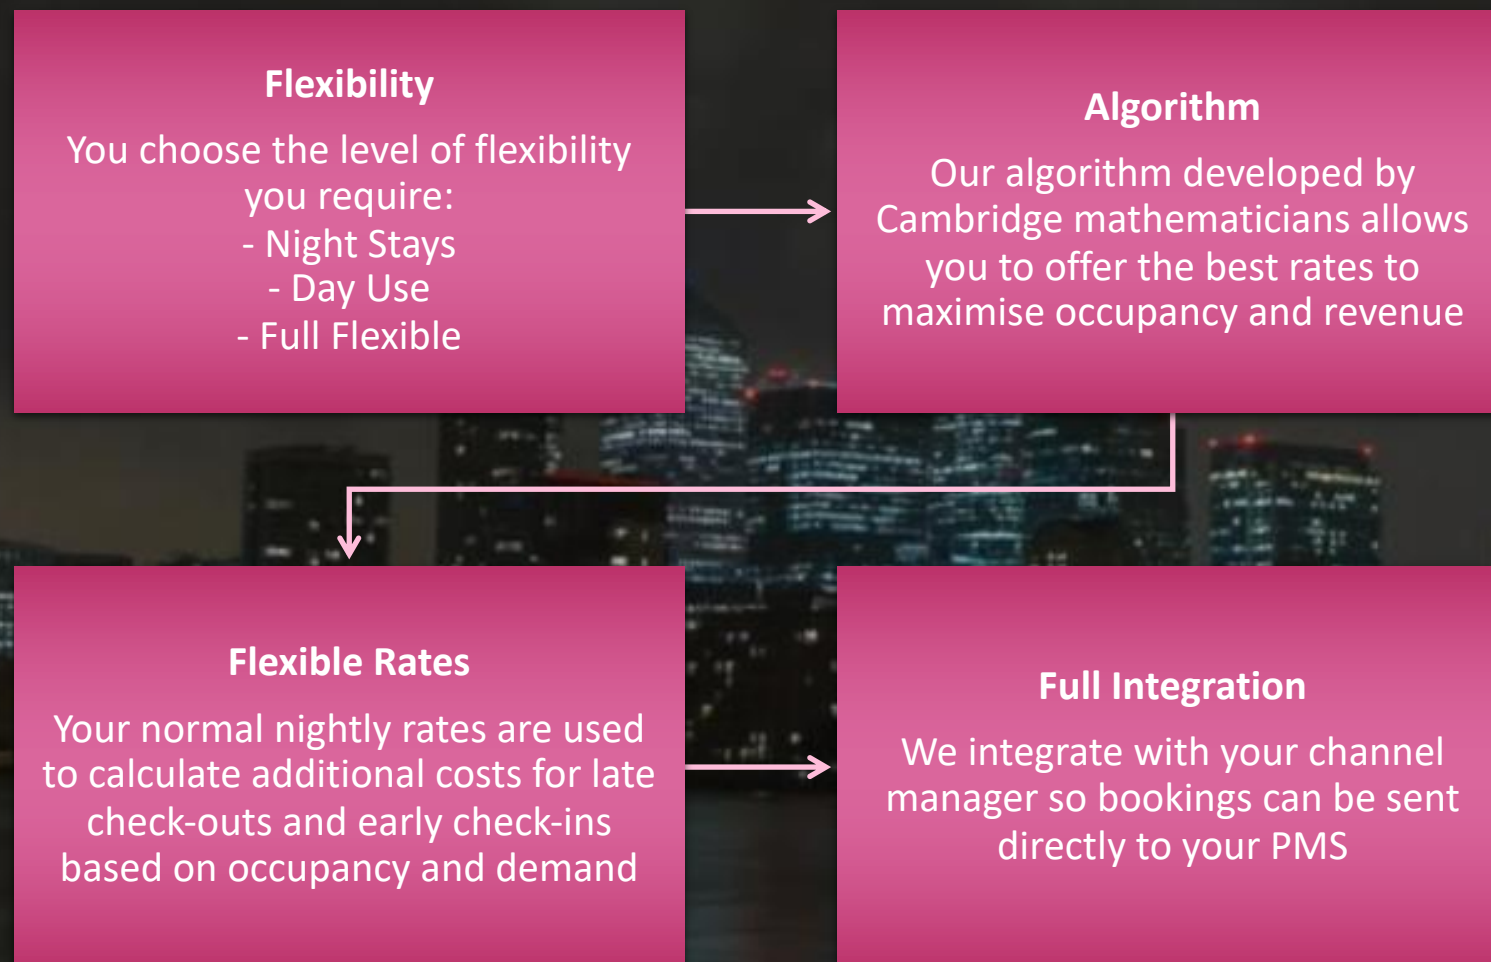 Flexibility
You choose the level of flexibility
you require:
- Night Stays
- Day Use
- Full Flexible
Algorithm
Our algorithm developed by
Cambridge mathematicians allows
you to offer the best rates to
maximise occupancy and revenue
Flexible Rates
Your normal nightly rates are used
to calculate additional costs for late
check-outs and early check-ins
based on occupancy and demand
Full Integration
We integrate with your channel
manager so bookings can be sent
directly to your PMS